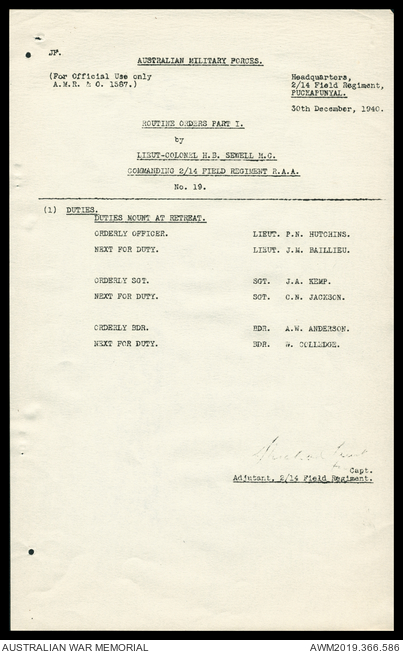 JF.
AUSTRALIAN MILITARY FORCES.
(For Official Use only
A.M.R. & O. 1587.)
Headquarters,
2/14 Field Regiment,
PUCKAPUNYAL.
30th December, 1940.
ROUTINE ORDERS PART I.
by
LIEUT-COLONEL H.B. SEWELL M.C.
COMMANDING 2/14 FIELD REGIMENT R.A.A.
No. 19.
(1) DUTIES.
DUTIES MOUNT AT RETREAT.
ORDERLY OFFICER. LIEUT. P.N. HUTCHINS.
NEXT FOR DUTY. LIEUT. J.M. BAILLIEU.
ORDERLY SGT. SGT. J.A. KEMP.
NEXT FOR DUTY. SGT. C.N. JACKSON.
ORDERLY BDR. BDR. A.W. ANDERSON.
NEXT FOR DUTY. BDR. G. COLLEDGE.
Capt.
Adjutant, 2/14 Field Regiment.
AUSTRALIAN WAR MEMORIAL
AWM2019.366.586